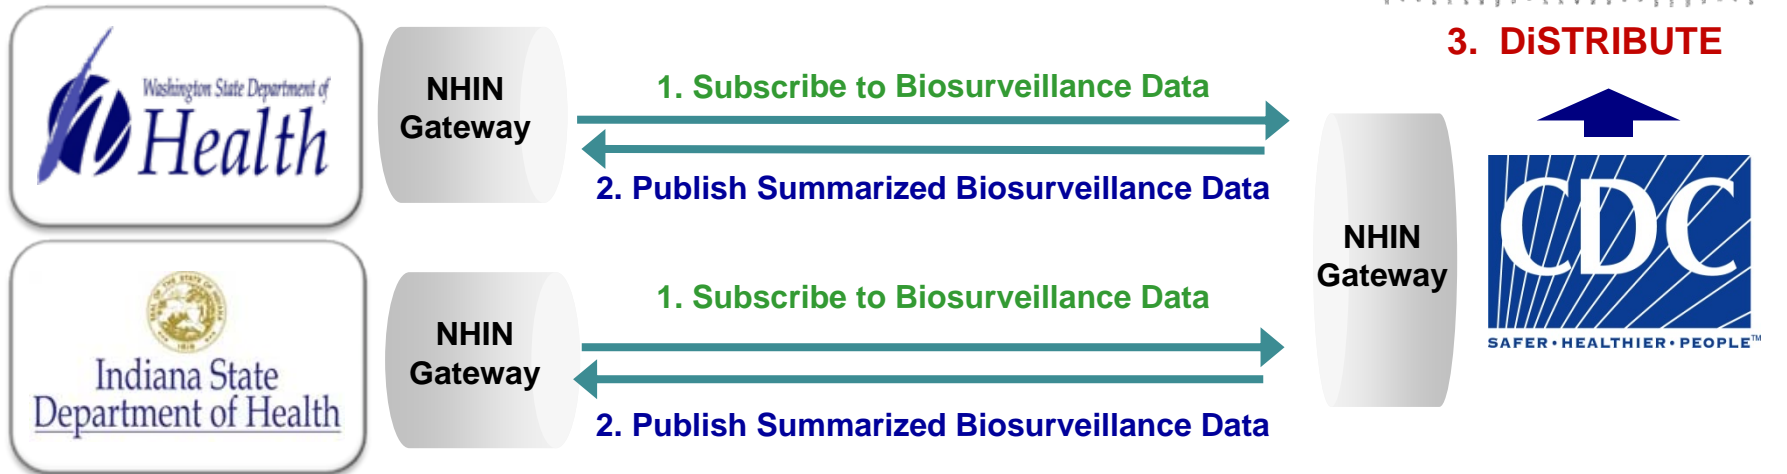 3. DiSTRIBUTE
Washington State Department of
Health
NHIN
Gateway
1. Subscribe to Biosurveillance Data
2. Publish Summarized Biosurveillance Data
NHIN
Gateway
CDC
SAFER•HEALTHIER•PEOPLE™
Indiana State
Department of Health
NHIN
Gateway
1. Subscribe to Biosurveillance Data
2. Publish Summarized Biosurveillance Data